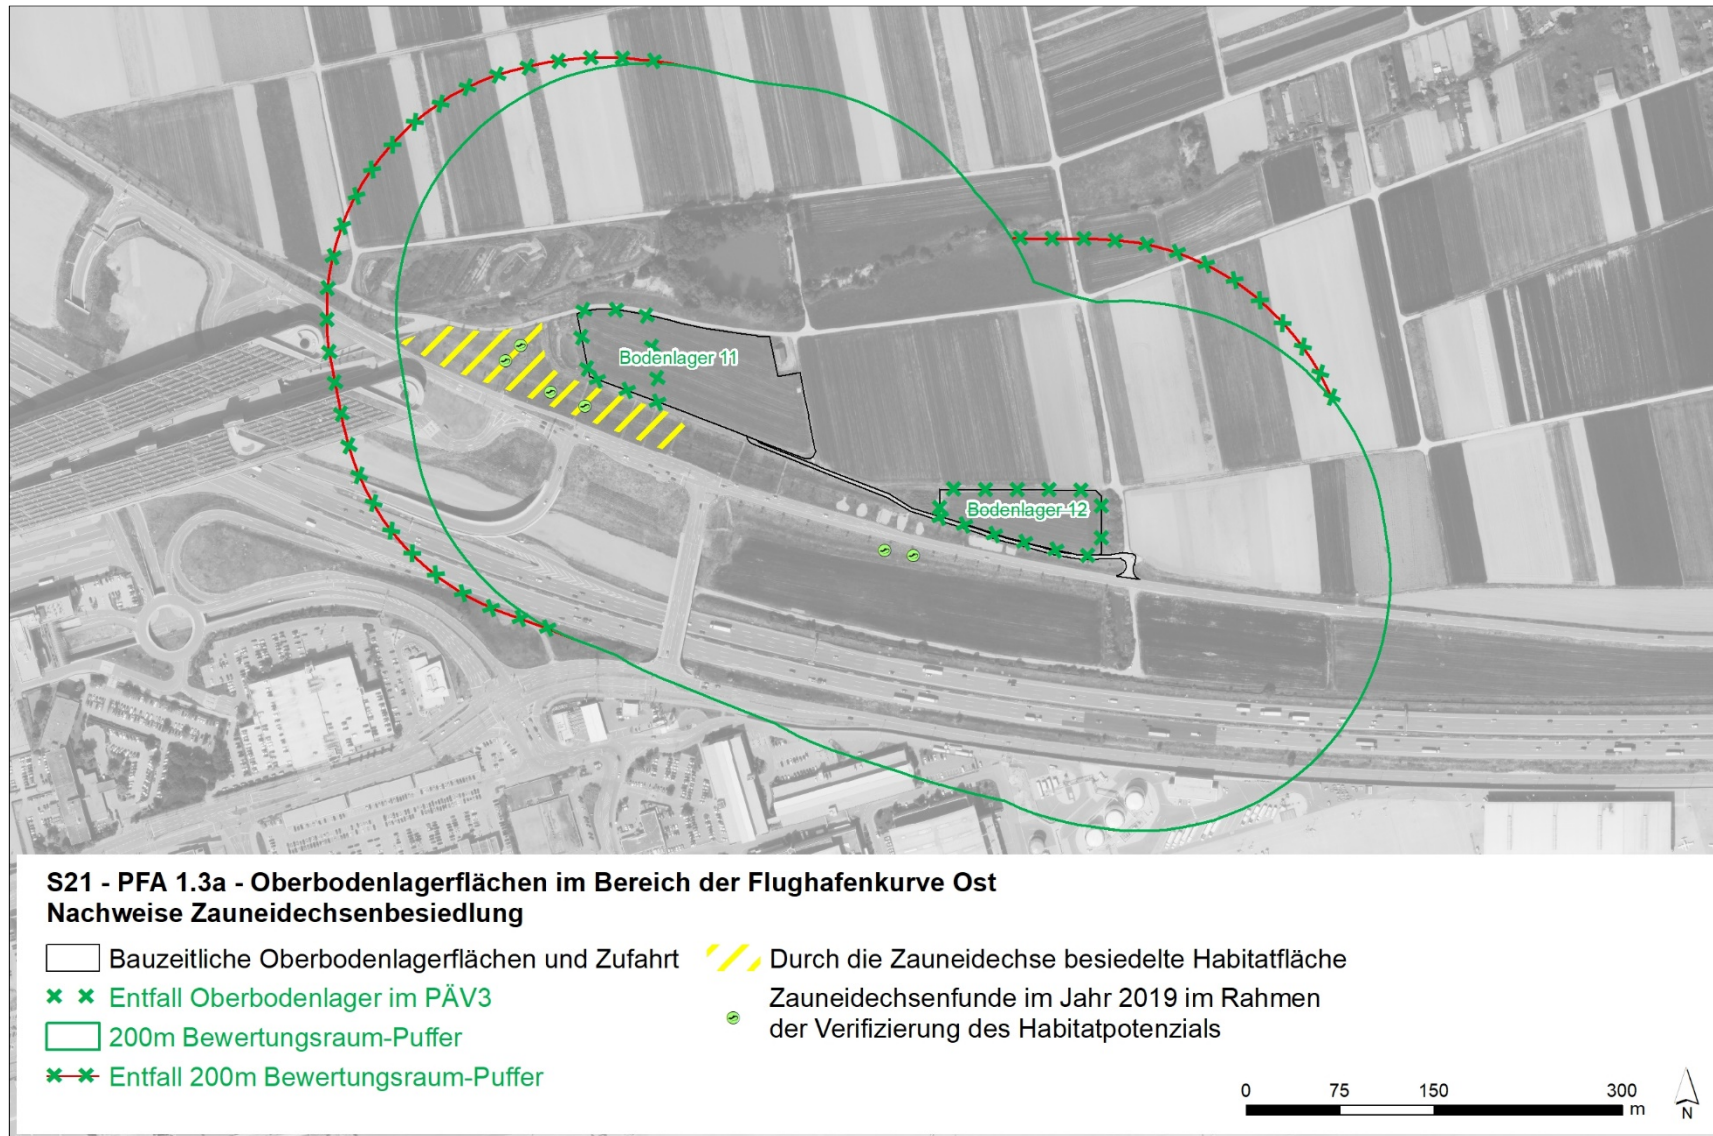 Bodenlager 11
Bodenlager 12
S21 - PFA 1.3a - Oberbodenlagerflächen im Bereich der Flughafenkurve Ost
Nachweise Zauneidechsenbesiedlung
Bauzeitliche Oberbodenlagerflächen und Zufahrt
Entfall Oberbodenlager im PÄV3
200m Bewertungsraum-Puffer
Entfall 200m Bewertungsraum-Puffer
Durch die Zauneidechse besiedelte Habitatfläche
Zauneidechsenfunde im Jahr 2019 im Rahmen
der Verifizierung des Habitatpotenzials
0 75 150 300
m
N